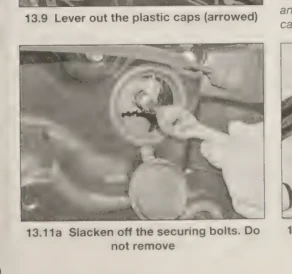 13.9 Lever out the plastic caps (arrowed)
13.11a Slacken off the securing bolts. Do
not remove